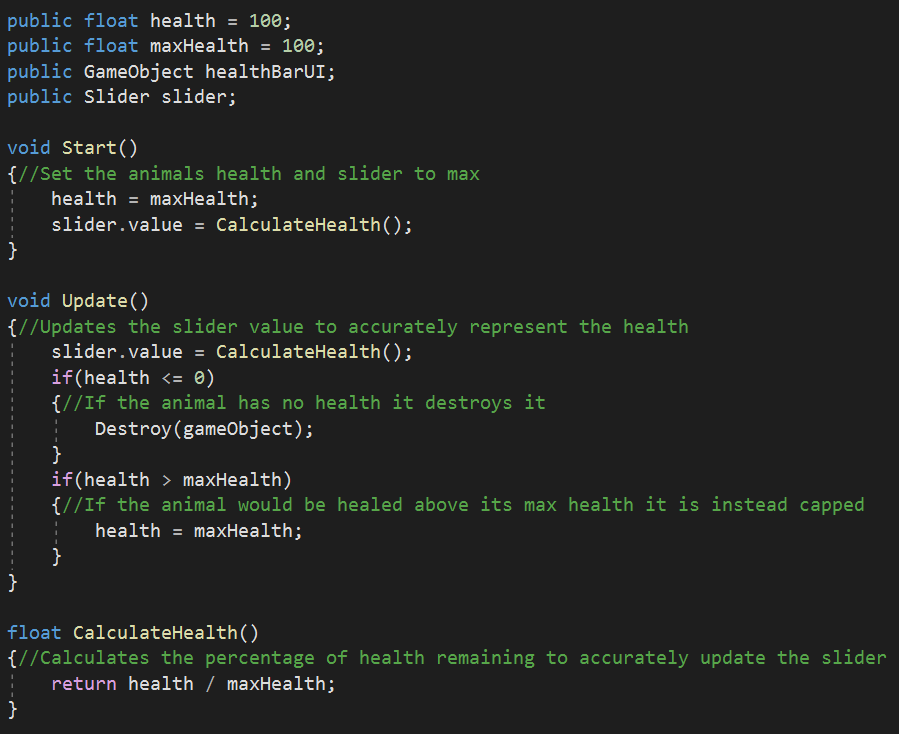 public float health = 100;
public float maxHealth = 100;
public GameObject healthBarUI;
public Slider slider;
void Start()
{//Set the animals health and slider to max
health = maxHealth;
slider.value = CalculateHealth();
}
void Update()
{//Updates the slider value to accurately represent the health
slider.value = CalculateHealth();
if(health <= 0)
{//If the animal has no health it destroys it
Destroy(gameObject);
}
if(health > maxHealth)
{//If the animal would be healed above its max health it is instead capped
health = maxHealth;
}
}
float CalculateHealth()
{//Calculates the percentage of health remaining to accurately update the slider
return health / maxHealth;
}